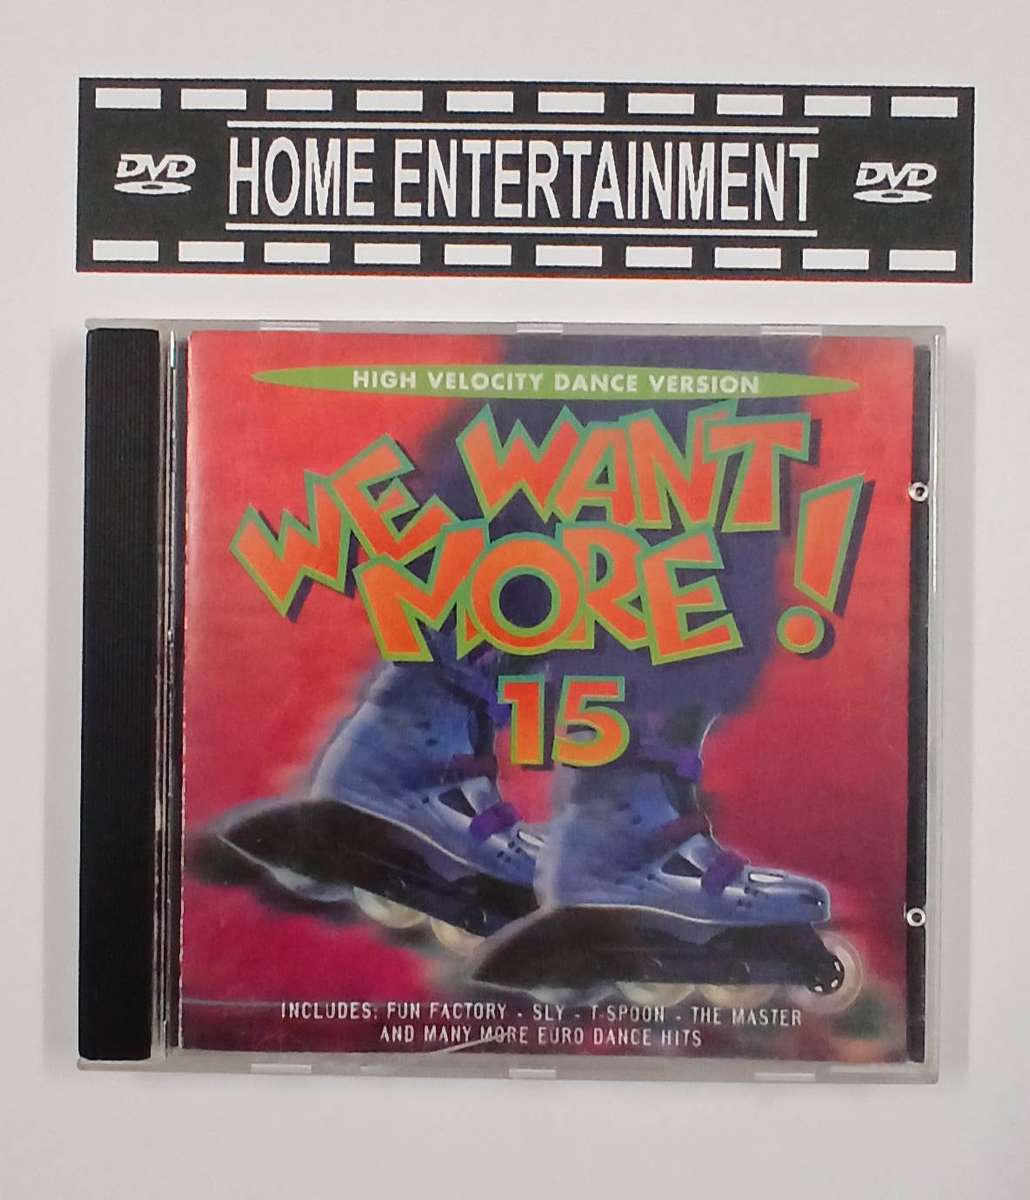 DVD HOME ENTERTAINMENT DVD
HIGH VELOCITY DANCE VERSION
WE WANT
MORE!
15
INCLUDES: FUN FACTORY - SLY - T-SPOON - THE MASTER
AND MANY MORE EURO DANCE HITS